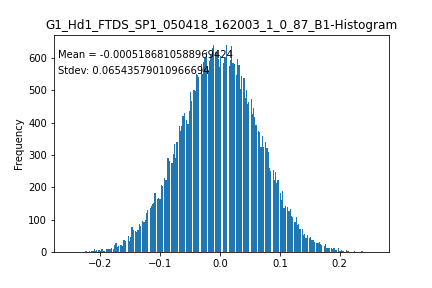 G1_Hd1_FTDS_SP1_050418_162003_1_0_87_B1-Histogram
Mean = -0.0005186810588969424
Stdev: 0.06543579010966694
Frequency
600
500
400
300
200
100
0
−0.2 −0.1 0.0 0.1 0.2